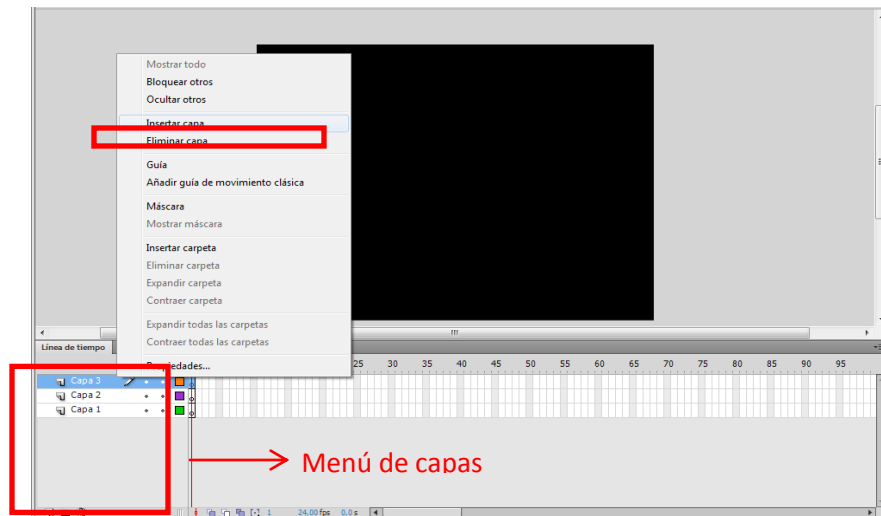 Mostrar todo
Bloquear otros
Ocultar otros
Insertar capa
Eliminar capa
Guía
Añadir guía de movimiento clásica
Máscara
Mostrar máscara
Insertar carpeta
Eliminar carpeta
Expandir carpeta
Contraer carpeta
Expandir todas las carpetas
Contraer todas las carpetas
Propiedades...
Línea de tiempo
25 30 35 40 45 50 55 60 65 70 75 80 85 90 95
Capa 3
Capa 2
Capa 1
Menú de capas
1 24.00 fps 0.0 s